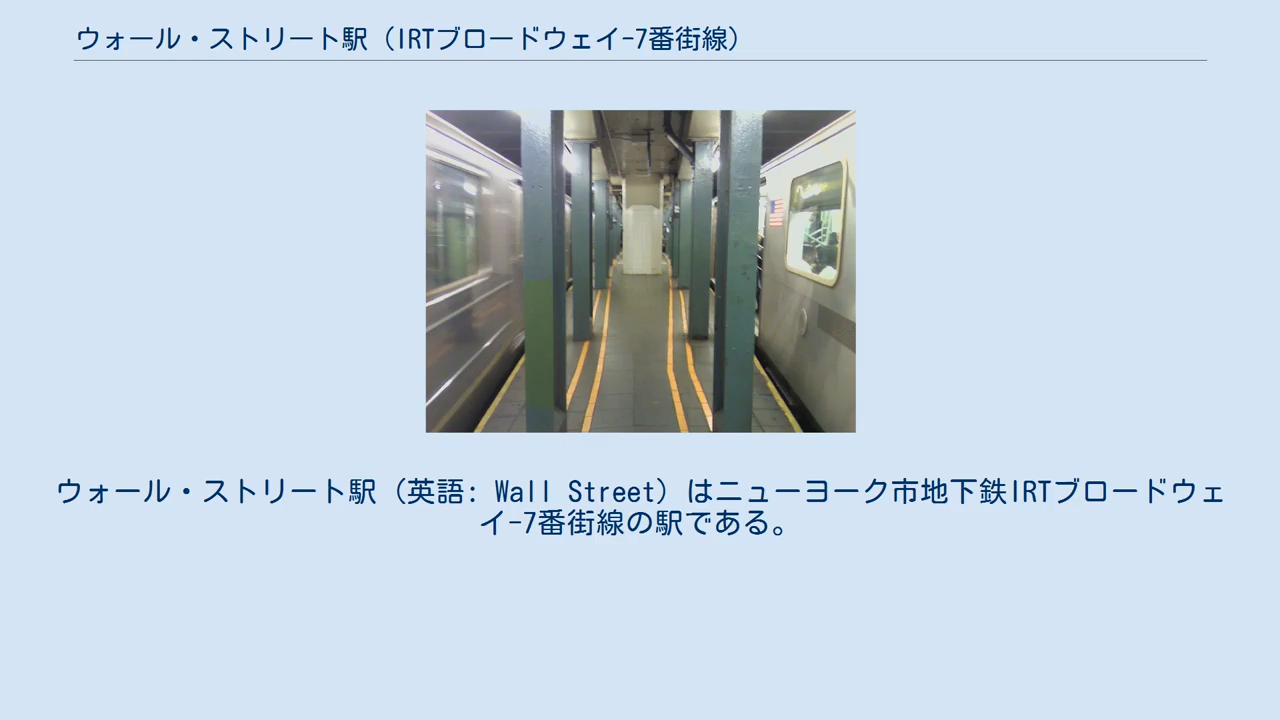 ウォール・ストリート駅（IRTブロードウェイ-7番街線）
ウォール・ストリート駅（英語: Wall Street）はニューヨーク市地下鉄IRTブロードウェ
イ-7番街線の駅である。